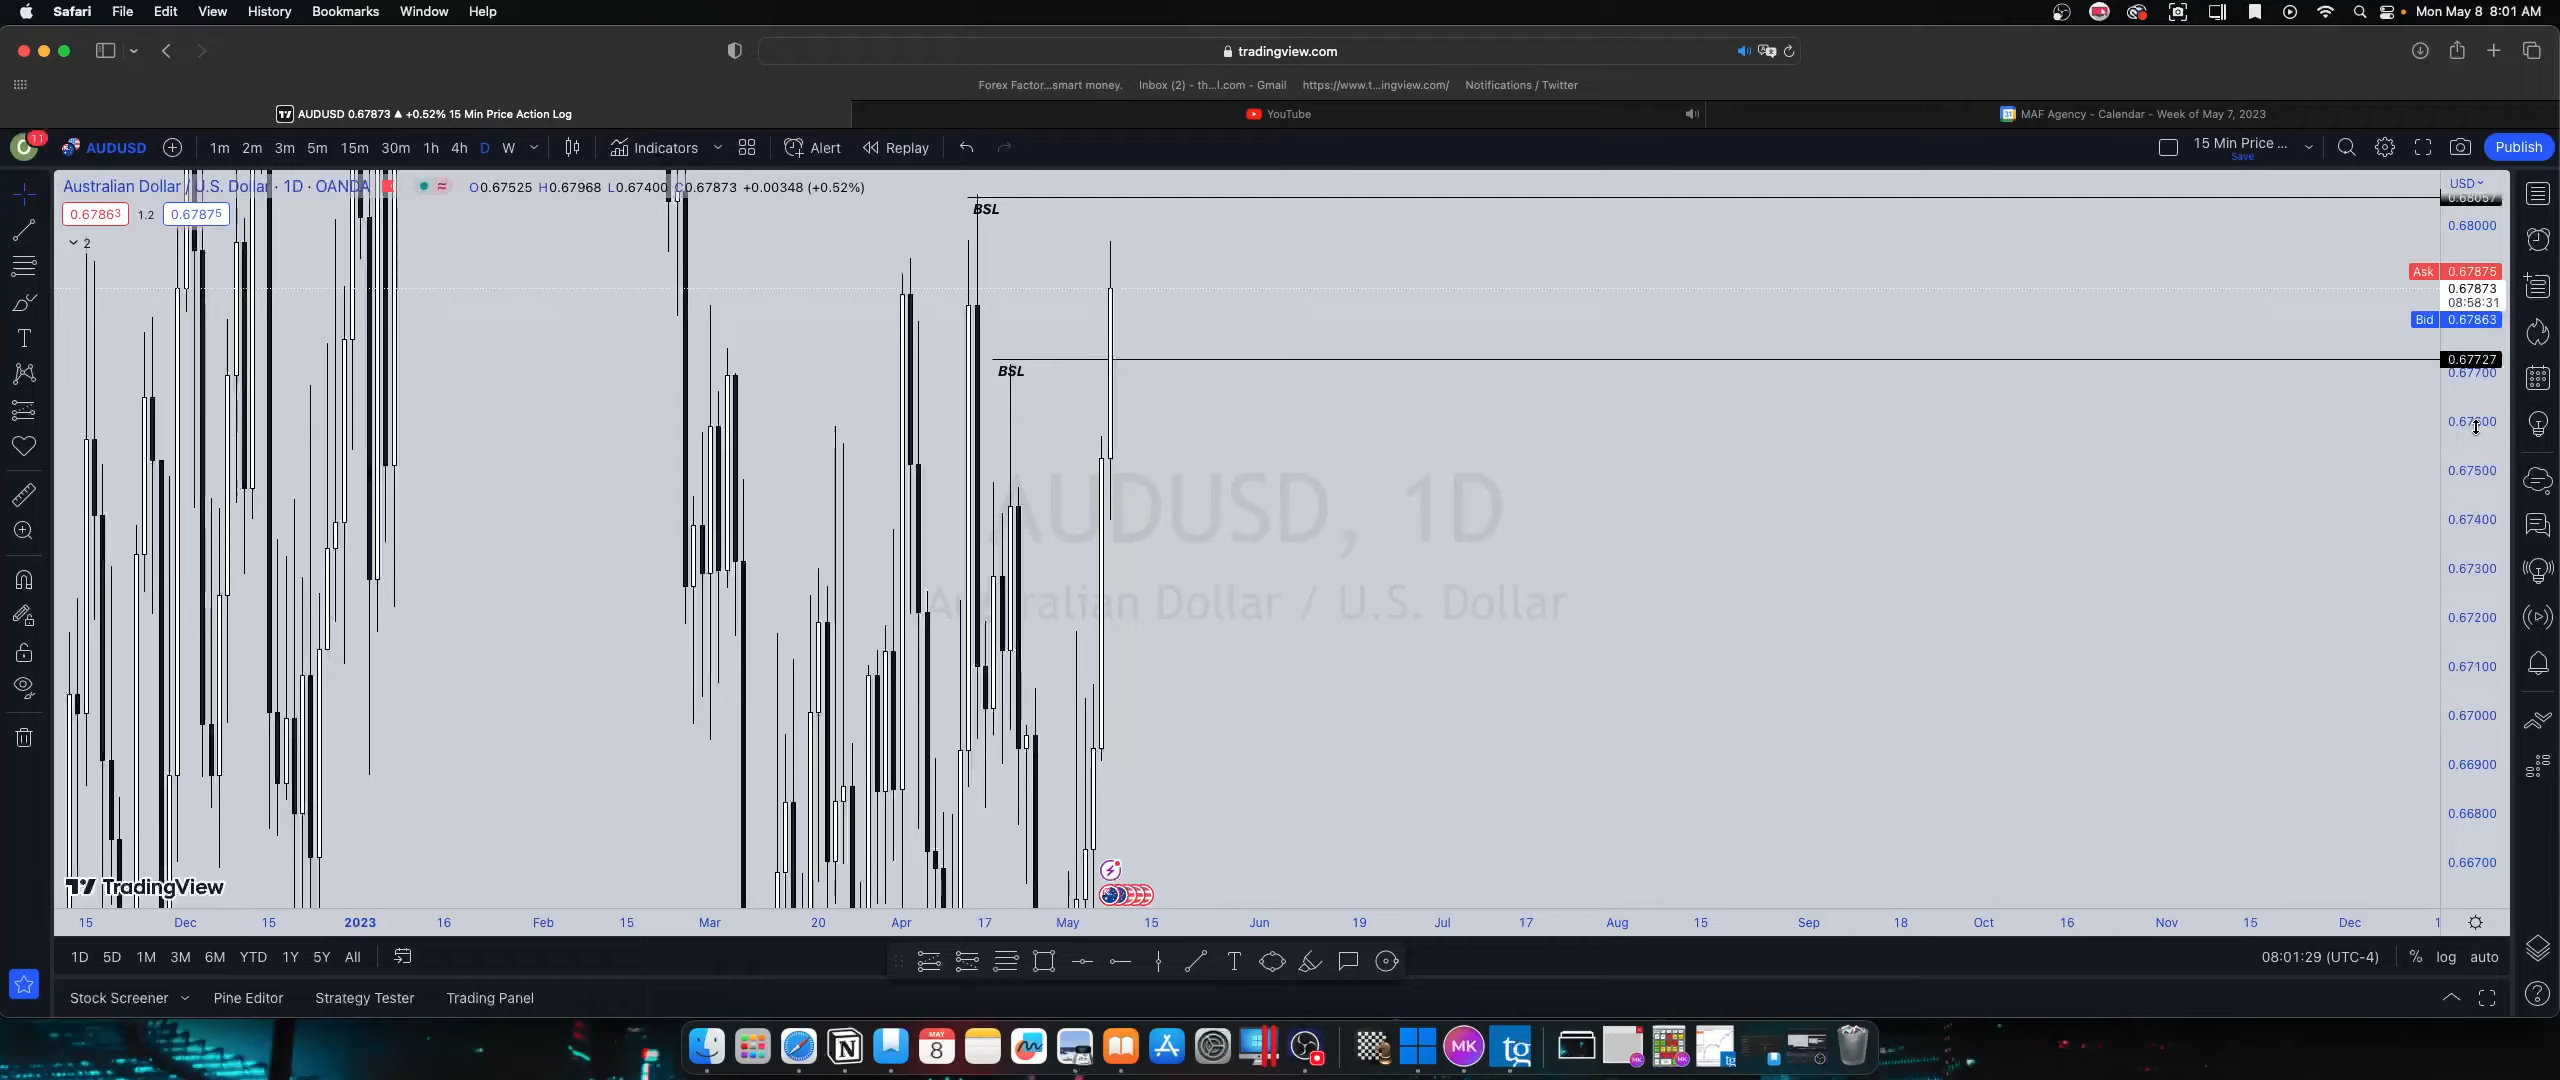 Safari File Edit View History Bookmarks Window Help Mon May 8 8:01 AM
tradingview.com
Forex Factor...smart money. Inbox (2) - th...l.com - Gmail https://www.t...ingview.com/ Notifications / Twitter
AUDUSD 0.67873 ▲ +0.52% 15 Min Price Action Log YouTube MAF Agency - Calendar - Week of May 7, 2023
11 AUDUSD 1m 2m 3m 5m 15m 30m 1h 4h D W Indicators Alert Replay 15 Min Price ... Save Publish
Australian Dollar / U.S. Dollar · 1D · OANDA O0.67525 H0.67968 L0.67400 C0.67873 +0.00348 (+0.52%) USD
0.67863 1.2 0.67875
2
BSL
0.68057
0.68000
Ask 0.67875
0.67873
08:58:31
Bid 0.67863
0.67727
BSL
0.67700
0.67600
0.67500
0.67400
0.67300
0.67200
0.67100
0.67000
0.66900
0.66800
0.66700
AUDUSD, 1D
Australian Dollar / U.S. Dollar
TradingView
15 Dec 15 2023 16 Feb 15 Mar 20 Apr 17 May 15 Jun 19 Jul 17 Aug 15 Sep 18 Oct 16 Nov 15 Dec 1
1D 5D 1M 3M 6M YTD 1Y 5Y All 08:01:29 (UTC-4) % log auto
Stock Screener Pine Editor Strategy Tester Trading Panel
MAY 8 MK tg